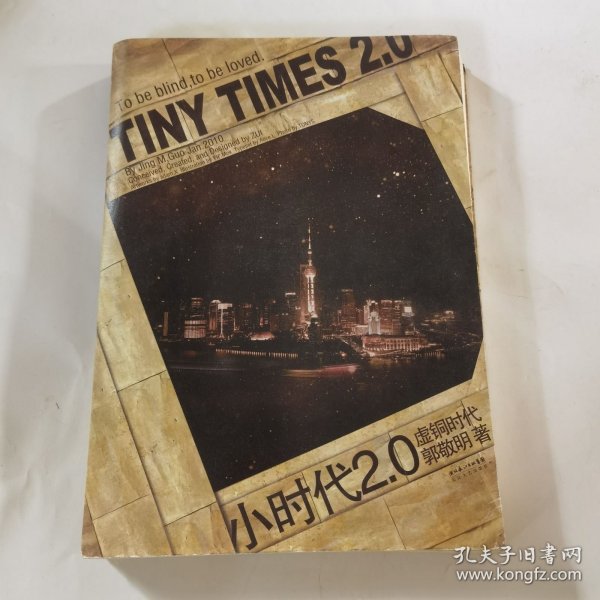 To be blind,to be loved.
TINY TIMES 2.0
By Jing M Guo Jan 2010
Conceived, Created, and Designed by ZUI
小时代2.0
虚铜时代
郭敬明 著
孔夫子旧书网
www.kongfz.com